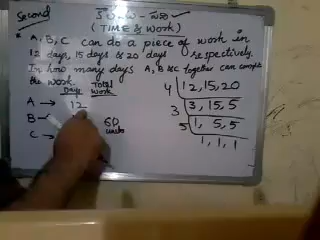 Second
కాలము - పని
(TIME & WORK)
A, B, C can do a piece of work in
12 days, 15 days & 20 days respectively.
In how many days A, B & C together can complete
the work.
Days Total Work
A → 12
B
C →
60 units
4 12, 15, 20
3 3, 15, 5
5 1, 5, 5
1, 1, 1